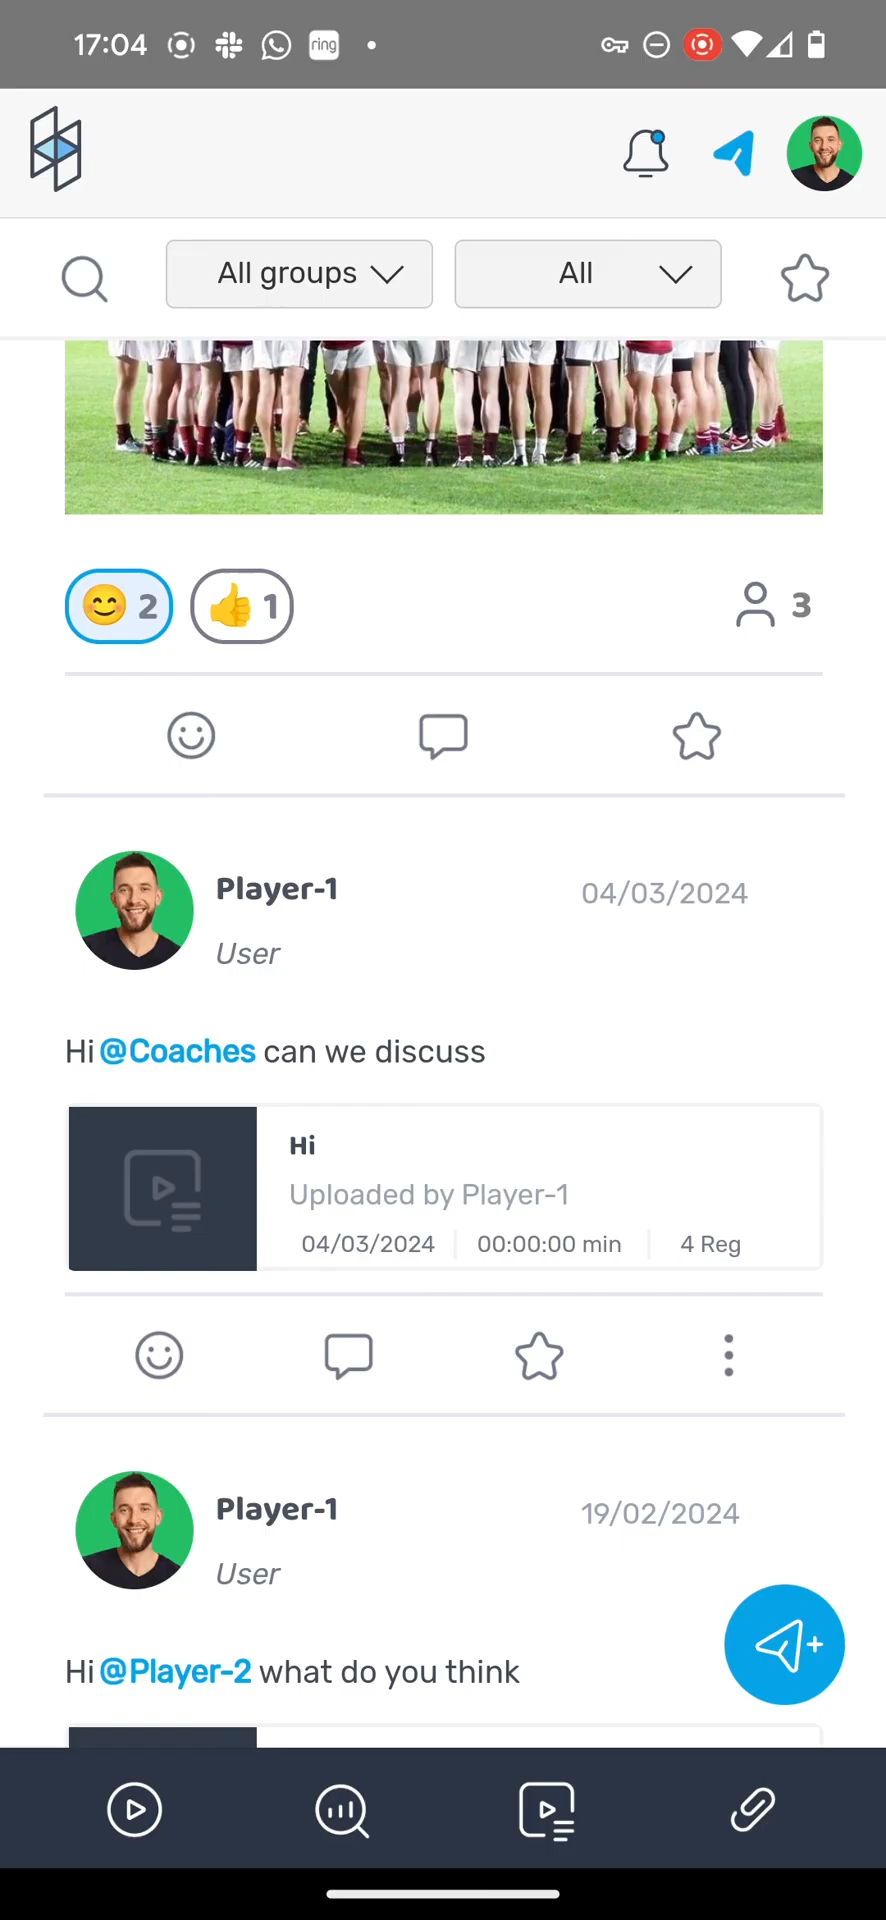 17:04
ring
All groups
All
2
1
3
Player-1
04/03/2024
User
Hi @Coaches can we discuss
Hi
Uploaded by Player-1
04/03/2024 00:00:00 min 4 Reg
Player-1
19/02/2024
User
Hi @Player-2 what do you think